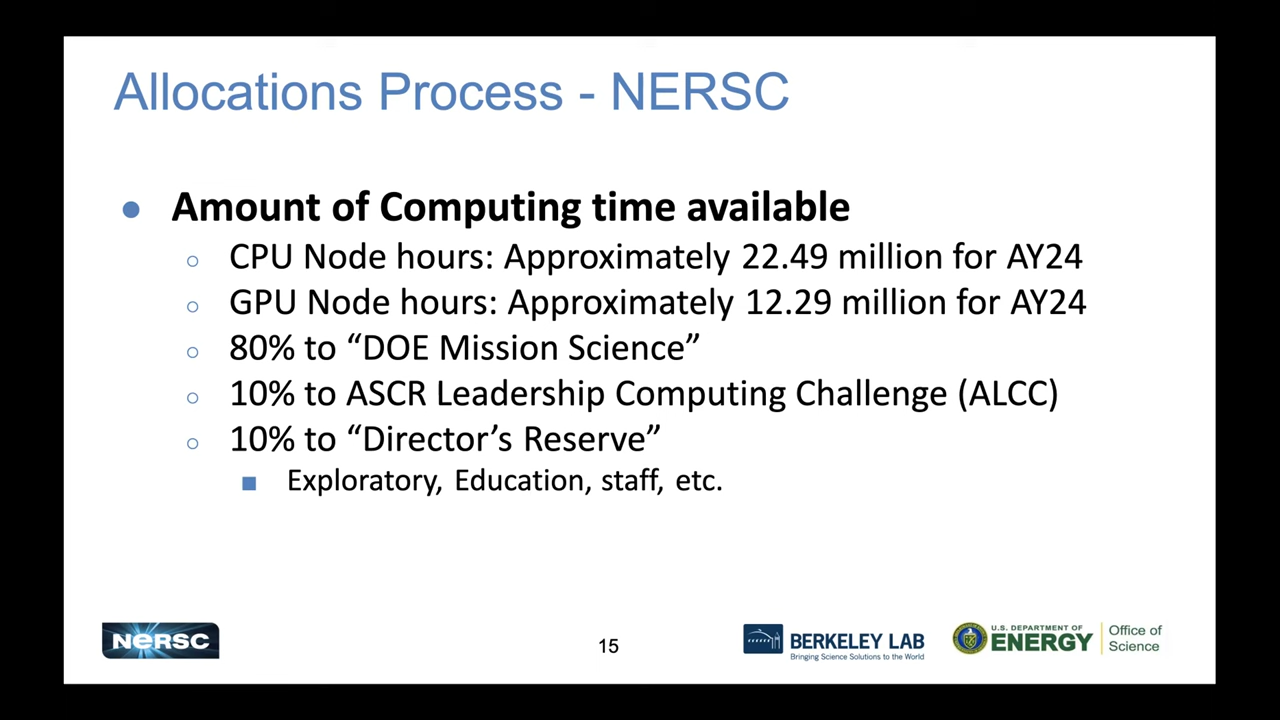 Allocations Process - NERSC
● Amount of Computing time available
○ CPU Node hours: Approximately 22.49 million for AY24
○ GPU Node hours: Approximately 12.29 million for AY24
○ 80% to “DOE Mission Science”
○ 10% to ASCR Leadership Computing Challenge (ALCC)
○ 10% to “Director’s Reserve”
■ Exploratory, Education, staff, etc.
NERSC
15
BERKELEY LAB
Bringing Science Solutions to the World
U.S. DEPARTMENT OF
ENERGY
Office of
Science